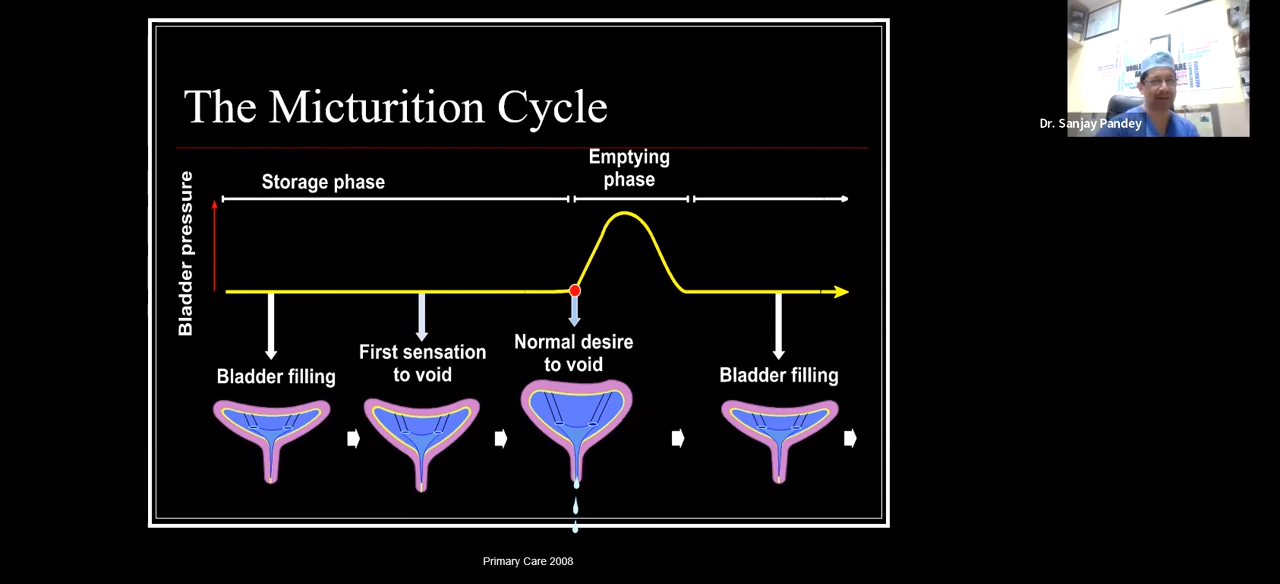 The Micturition Cycle
Bladder pressure
Storage phase
Emptying
phase
Bladder filling
First sensation
to void
Normal desire
to void
Bladder filling
Primary Care 2008
Dr. Sanjay Pandey